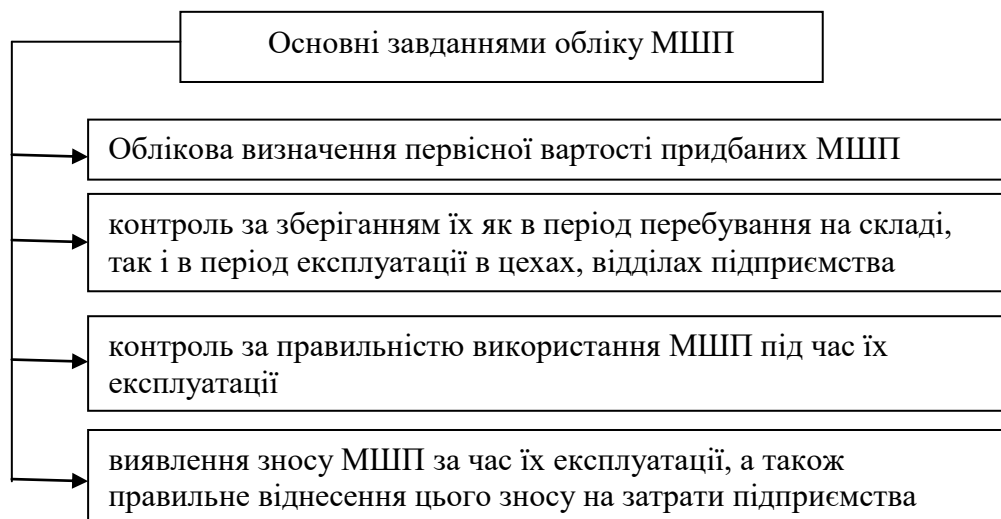 Основні завданнями обліку МШП
Облікова визначення первісної вартості придбаних МШП
контроль за зберіганням їх як в період перебування на складі,
так і в період експлуатації в цехах, відділах підприємства
контроль за правильністю використання МШП під час їх
експлуатації
виявлення зносу МШП за час їх експлуатації, а також
правильне віднесення цього зносу на затрати підприємства